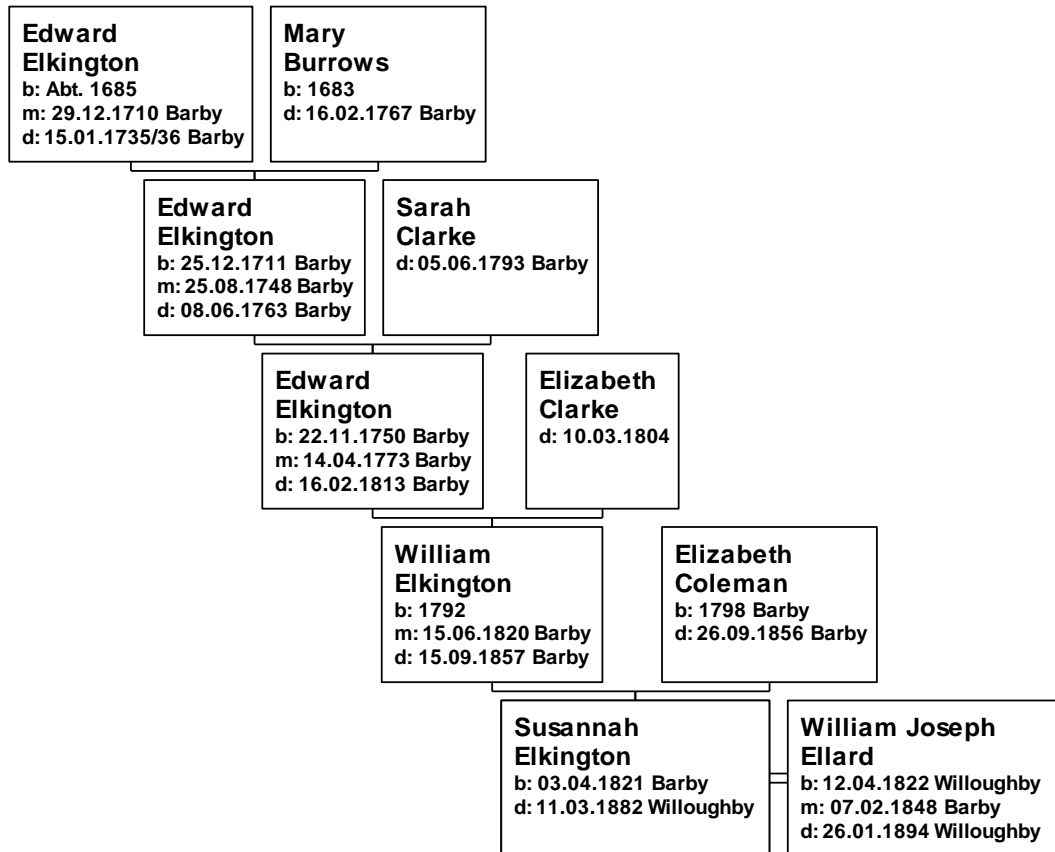 Edward
Elkington
b: Abt. 1685
m: 29.12.1710 Barby
d: 15.01.1735/36 Barby
Mary
Burrows
b: 1683
d: 16.02.1767 Barby
Edward
Elkington
b: 25.12.1711 Barby
m: 25.08.1748 Barby
d: 08.06.1763 Barby
Sarah
Clarke
d: 05.06.1793 Barby
Edward
Elkington
b: 22.11.1750 Barby
m: 14.04.1773 Barby
d: 16.02.1813 Barby
Elizabeth
Clarke
d: 10.03.1804
William
Elkington
b: 1792
m: 15.06.1820 Barby
d: 15.09.1857 Barby
Elizabeth
Coleman
b: 1798 Barby
d: 26.09.1856 Barby
Susannah
Elkington
b: 03.04.1821 Barby
d: 11.03.1882 Willoughby
William Joseph
Ellard
b: 12.04.1822 Willoughby
m: 07.02.1848 Barby
d: 26.01.1894 Willoughby